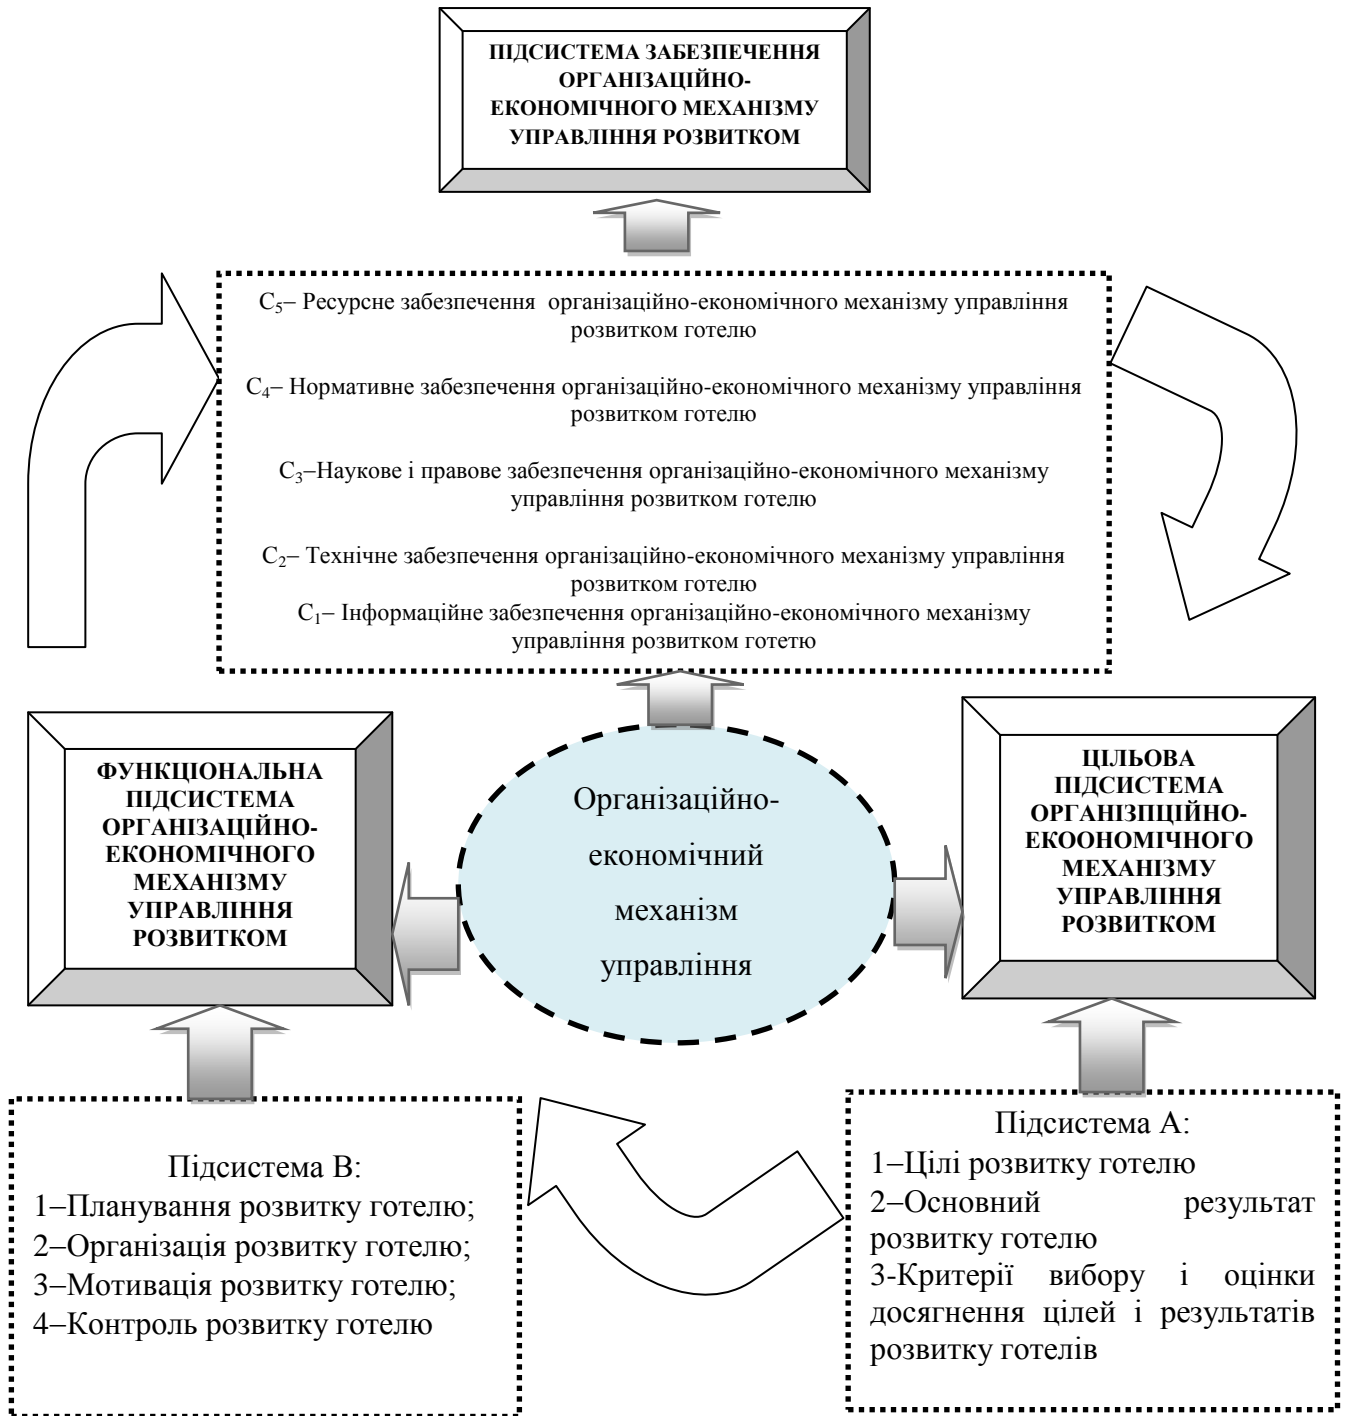 ПІДСИСТЕМА ЗАБЕЗПЕЧЕННЯ
ОРГАНІЗАЦІЙНО-
ЕКОНОМІЧНОГО МЕХАНІЗМУ
УПРАВЛІННЯ РОЗВИТКОМ
С5– Ресурсне забезпечення організаційно-економічного механізму управління
розвитком готелю
С4– Нормативне забезпечення організаційно-економічного механізму управління
розвитком готелю
С3–Наукове і правове забезпечення організаційно-економічного механізму
управління розвитком готелю
С2– Технічне забезпечення організаційно-економічного механізму управління
розвитком готелю
С1– Інформаційне забезпечення організаційно-економічного механізму
управління розвитком готетю
ФУНКЦІОНАЛЬНА
ПІДСИСТЕМА
ОРГАНІЗАЦІЙНО-
ЕКОНОМІЧНОГО
МЕХАНІЗМУ
УПРАВЛІННЯ
РОЗВИТКОМ
Організаційно-
економічний
механізм
управління
ЦІЛЬОВА
ПІДСИСТЕМА
ОРГАНІЗПЦІЙНО-
ЕКООНОМІЧНОГО
МЕХАНІЗМУ
УПРАВЛІННЯ
РОЗВИТКОМ
Підсистема В:
1–Планування розвитку готелю;
2–Організація розвитку готелю;
3–Мотивація розвитку готелю;
4–Контроль розвитку готелю
Підсистема А:
1–Цілі розвитку готелю
2–Основний результат
розвитку готелю
3-Критерії вибору і оцінки
досягнення цілей і результатів
розвитку готелів